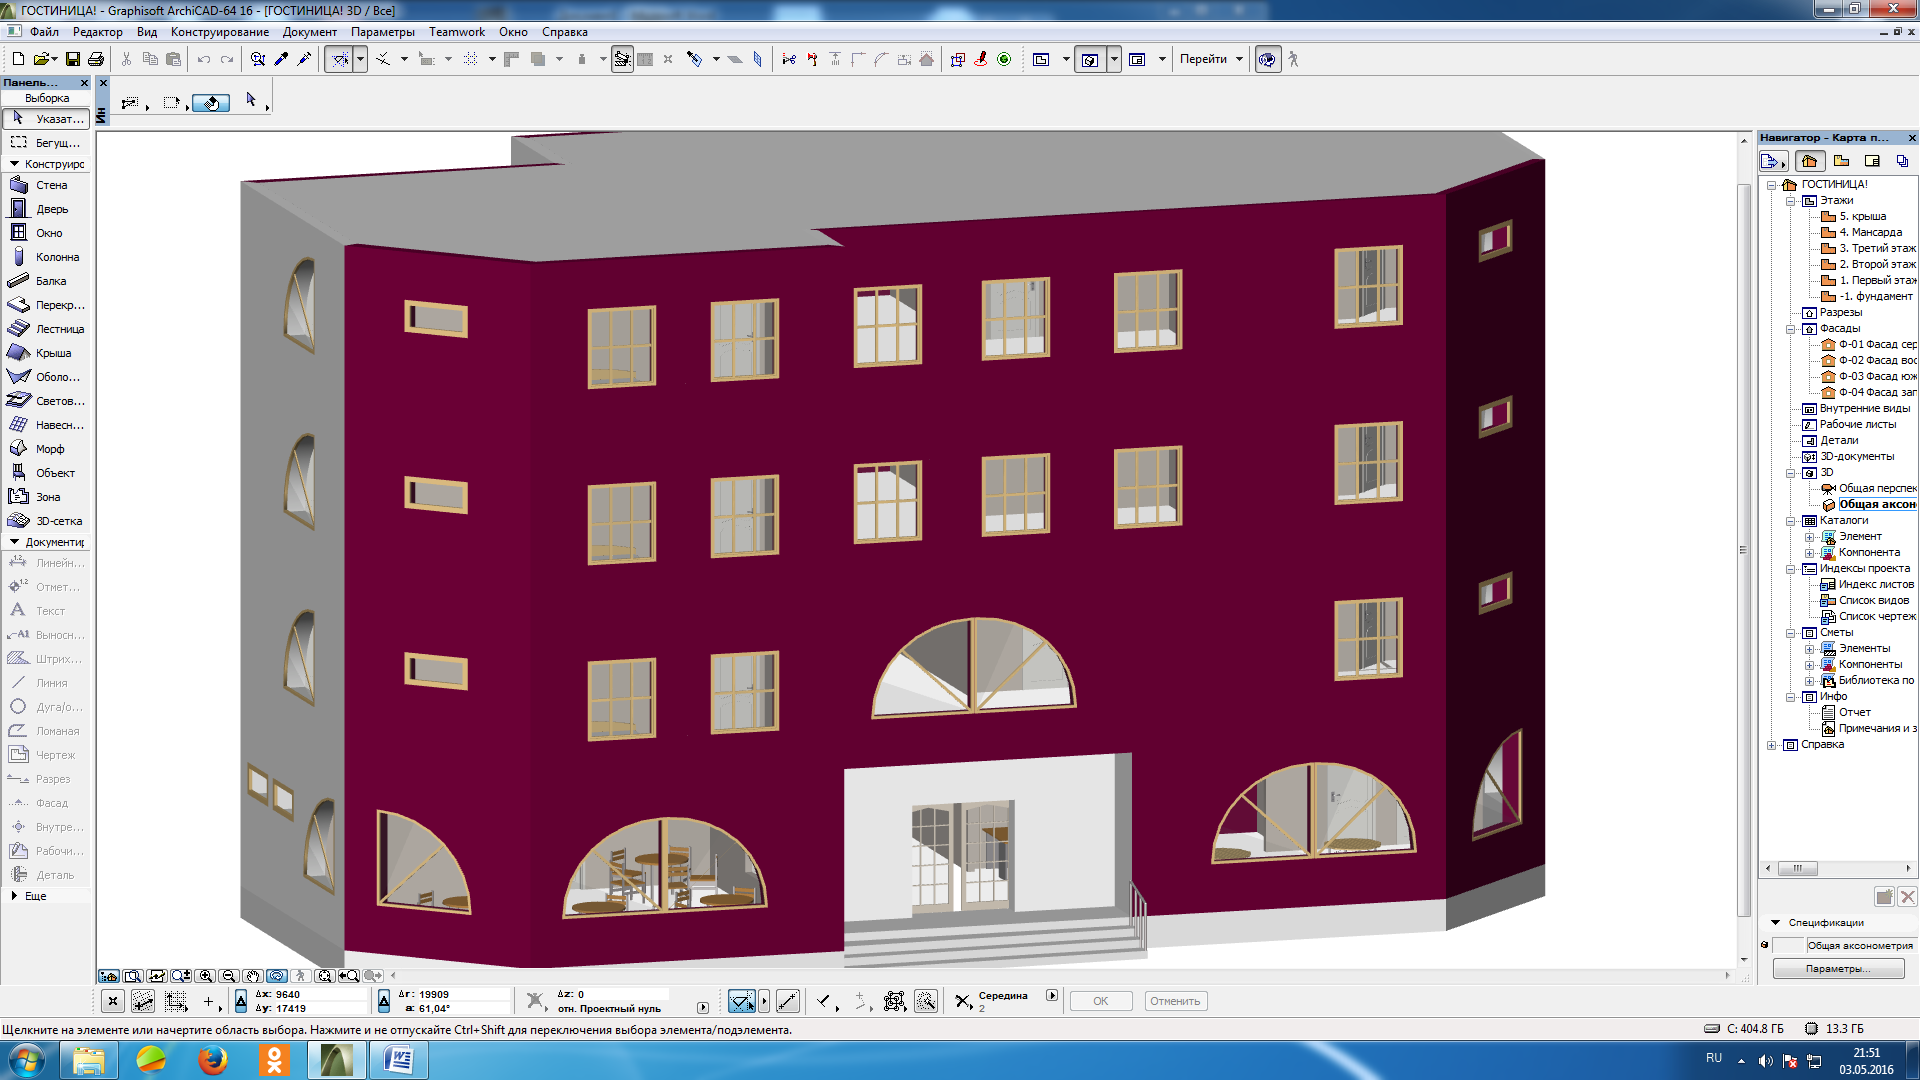 ГОСТИНИЦА! - Graphisoft ArchiCAD-64 16 - [ГОСТИНИЦА! 3D / Все]
Файл Редактор Вид Конструирование Документ Параметры Teamwork Окно Справка
Перейти
Панель...
Выборка
Указат...
Бегущ...
Конструирс
Стена
Дверь
Окно
Колонна
Балка
Перекр...
Лестница
Крыша
Оболо...
Светов...
Навесн...
Морф
Объект
Зона
3D-сетка
Документир
Линейн...
Отмет...
Текст
Выносн...
Штрих...
Линия
Дуга/о...
Ломаная
Чертеж
Разрез
Фасад
Внутре...
Рабочи...
Деталь
Еще
Ин
Навигатор - Карта п...
ГОСТИНИЦА!
Этажи
5. крыша
4. Мансарда
3. Третий этаж
2. Второй этаж
1. Первый этаж
-1. фундамент
Разрезы
Фасады
Ф-01 Фасад сер
Ф-02 Фасад вос
Ф-03 Фасад юж
Ф-04 Фасад зап
Внутренние виды
Рабочие листы
Детали
3D-документы
3D
Общая перспек
Общая аксон
Каталоги
Элемент
Компонента
Индексы проекта
Индекс листов
Список видов
Список чертеж
Сметы
Элементы
Компоненты
Библиотека по
Инфо
Отчет
Примечания и з
Справка
Спецификации
Общая аксонометрия
Параметры...
Δx: 9640
Δy: 17419
Δr: 19909
a: 61,04°
Δz: 0
отн. Проектный нуль
Середина
2
ОК
Отменить
Щелкните на элементе или начертите область выбора. Нажмите и не отпускайте Ctrl+Shift для переключения выбора элемента/подэлемента.
C: 404.8 ГБ
13.3 ГБ
RU
21:51
03.05.2016